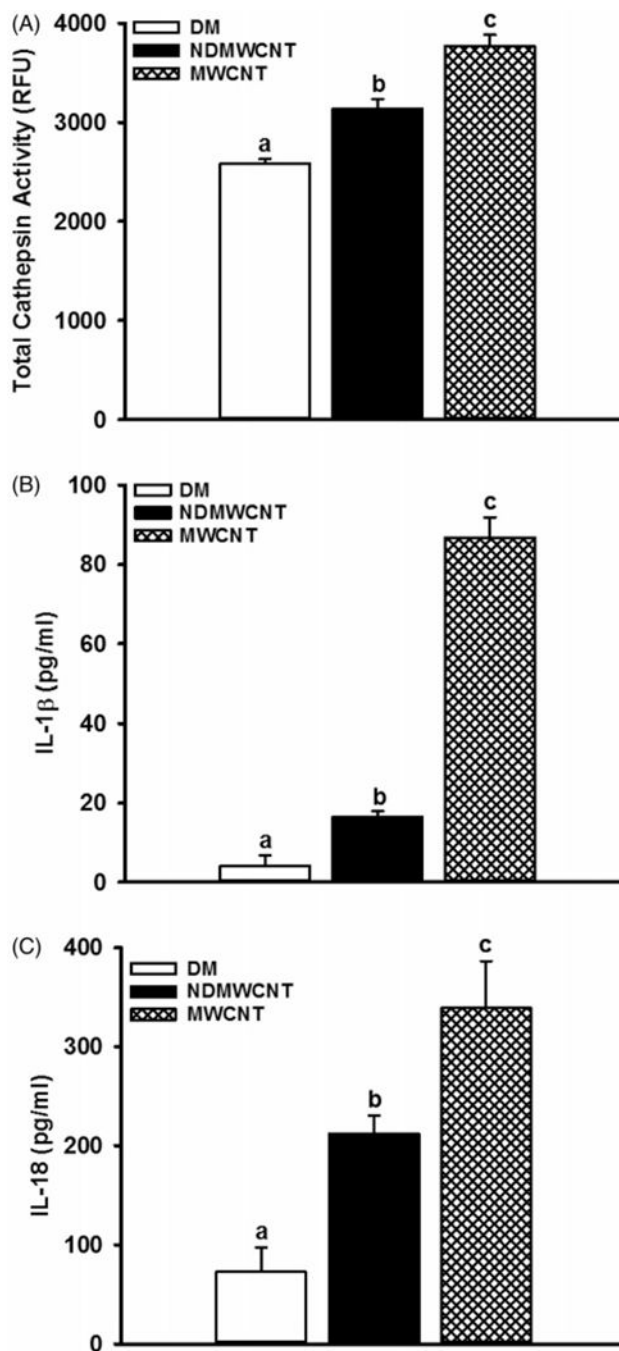 (A)
4000
3000
2000
1000
0
Total Cathepsin Activity (RFU)
DM
NDMWCNT
MWCNT
a
b
c
(B)
100
80
60
40
20
0
IL-1β (pg/ml)
DM
NDMWCNT
MWCNT
a
b
c
(C)
400
300
200
100
0
IL-18 (pg/ml)
DM
NDMWCNT
MWCNT
a
b
c